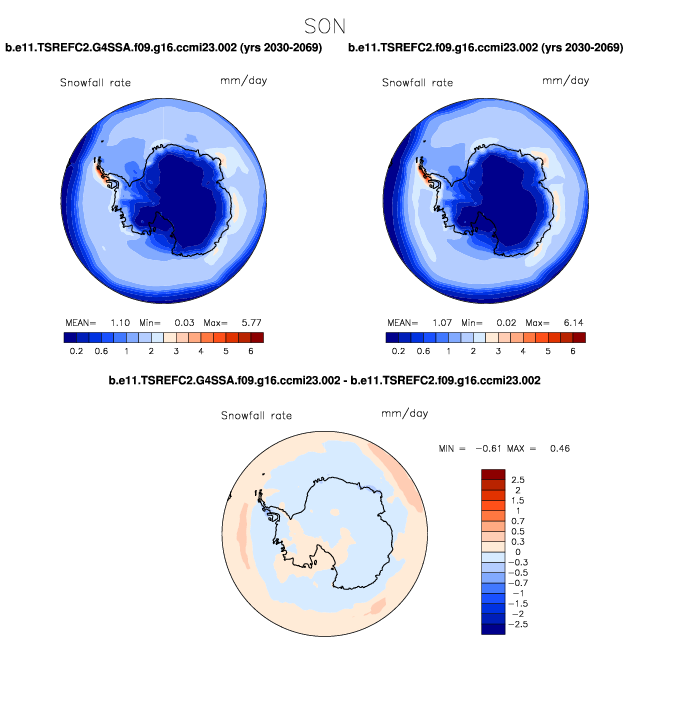 SON
b.e11.TSREFC2.G4SSA.f09.g16.ccmi23.002 (yrs 2030-2069)
b.e11.TSREFC2.f09.g16.ccmi23.002 (yrs 2030-2069)
Snowfall rate mm/day
Snowfall rate mm/day
MEAN= 1.10 Min= 0.03 Max= 5.77
MEAN= 1.07 Min= 0.02 Max= 6.14
0.2 0.6 1 2 3 4 5 6
0.2 0.6 1 2 3 4 5 6
b.e11.TSREFC2.G4SSA.f09.g16.ccmi23.002 - b.e11.TSREFC2.f09.g16.ccmi23.002
Snowfall rate mm/day
MIN = -0.61 MAX = 0.46
2.5
2
1.5
1
0.7
0.5
0.3
0
-0.3
-0.5
-0.7
-1
-1.5
-2
-2.5